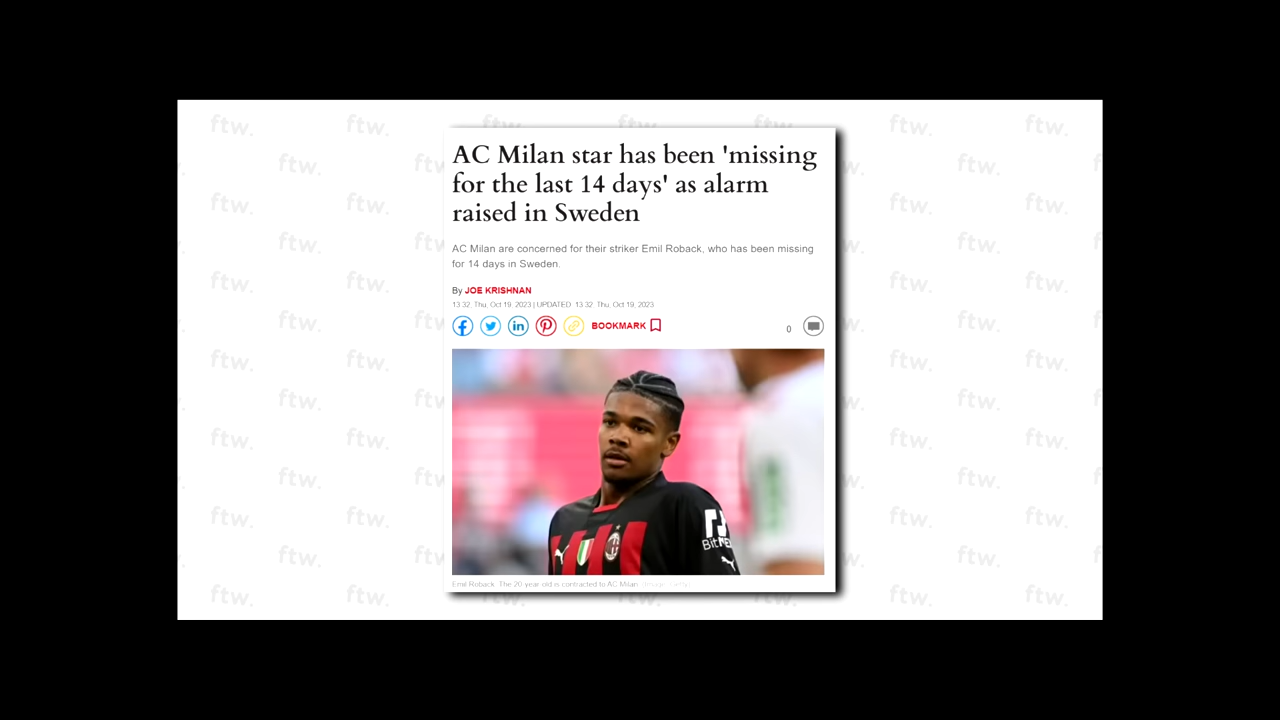 AC Milan star has been 'missing
for the last 14 days' as alarm
raised in Sweden
AC Milan are concerned for their striker Emil Roback, who has been missing
for 14 days in Sweden.
By JOE KRISHNAN
13:32, Thu, Oct 19, 2023 | UPDATED: 13:32, Thu, Oct 19, 2023
BOOKMARK
0
Emil Roback. The 20 year old is contracted to AC Milan (Image: Getty)
ftw.